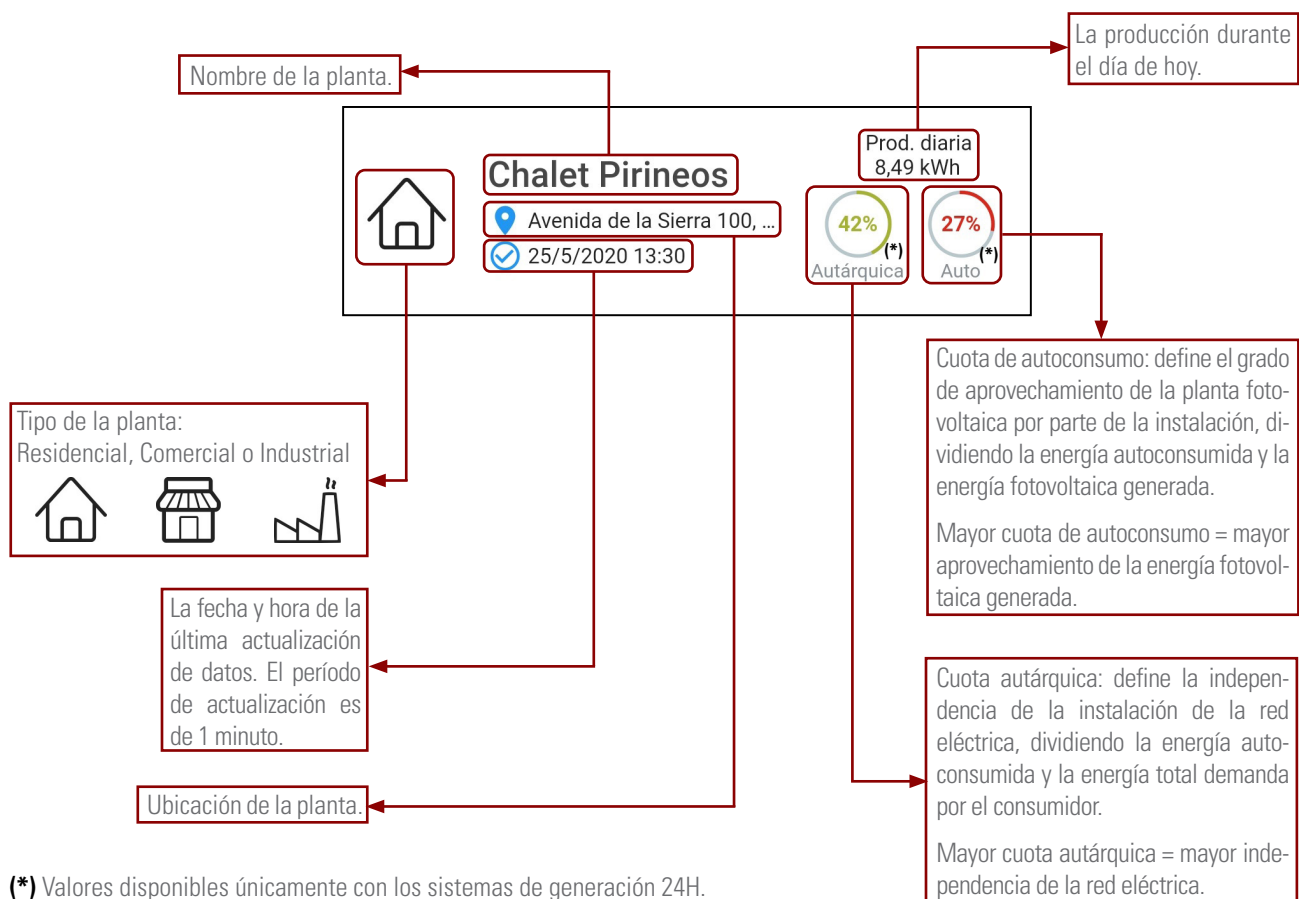 La producción durante
el día de hoy.
Nombre de la planta.
Prod. diaria
8,49 kWh
Chalet Pirineos
Avenida de la Sierra 100, ...
25/5/2020 13:30
42%
(*)
Autárquica
27%
(*)
Auto
Cuota de autoconsumo: define el grado
de aprovechamiento de la planta foto-
voltaica por parte de la instalación, di-
vidiendo la energía autoconsumida y la
energía fotovoltaica generada.
Mayor cuota de autoconsumo = mayor
aprovechamiento de la energía fotovol-
taica generada.
Tipo de la planta:
Residencial, Comercial o Industrial
La fecha y hora de la
última actualización
de datos. El período
de actualización es
de 1 minuto.
Ubicación de la planta.
Cuota autárquica: define la indepen-
dencia de la instalación de la red
eléctrica, dividiendo la energía auto-
consumida y la energía total demanda
por el consumidor.
Mayor cuota autárquica = mayor inde-
pendencia de la red eléctrica.
(*) Valores disponibles únicamente con los sistemas de generación 24H.